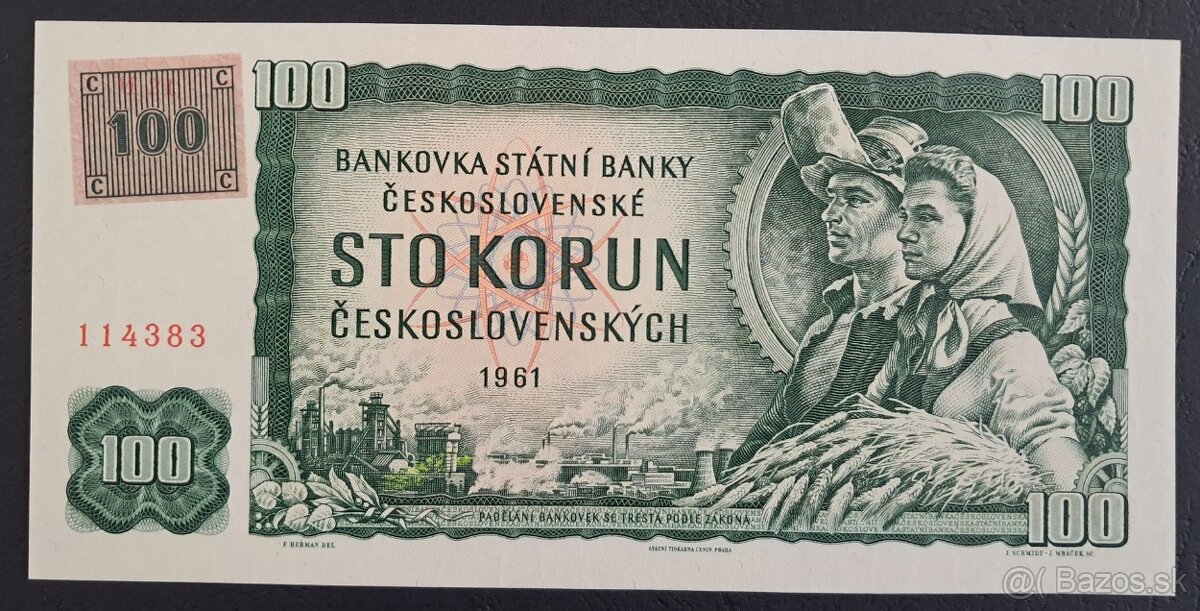 C C
100
C C
100
100
BANKOVKA STÁTNÍ BANKY
ČESKOSLOVENSKÉ
STO KORUN
ČESKOSLOVENSKÝCH
1961
114383
100
100
PADĚLÁNÍ BANKOVEK SE TRESTÁ PODLE ZÁKONA
F. HEŘMAN DEL.
STÁTNÍ TISKÁRNA CENIN, PRAHA
J. SCHMIDT - J. MRÁČEK SC.
@( Bazos.sk